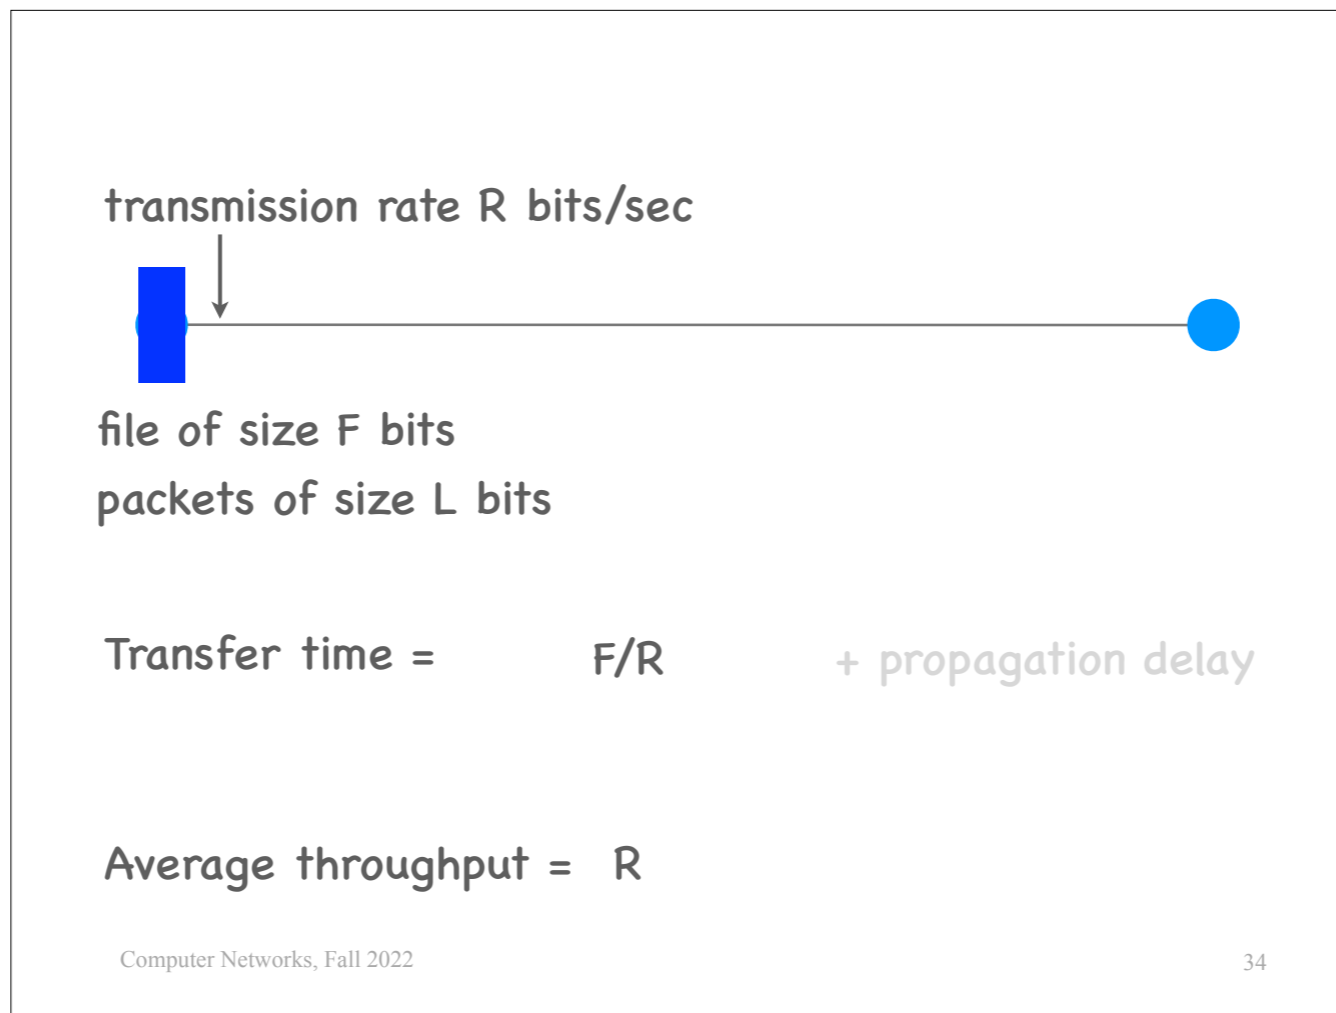 transmission rate R bits/sec
file of size F bits
packets of size L bits
Transfer time = F/R + propagation delay
Average throughput = R
Computer Networks, Fall 2022 34